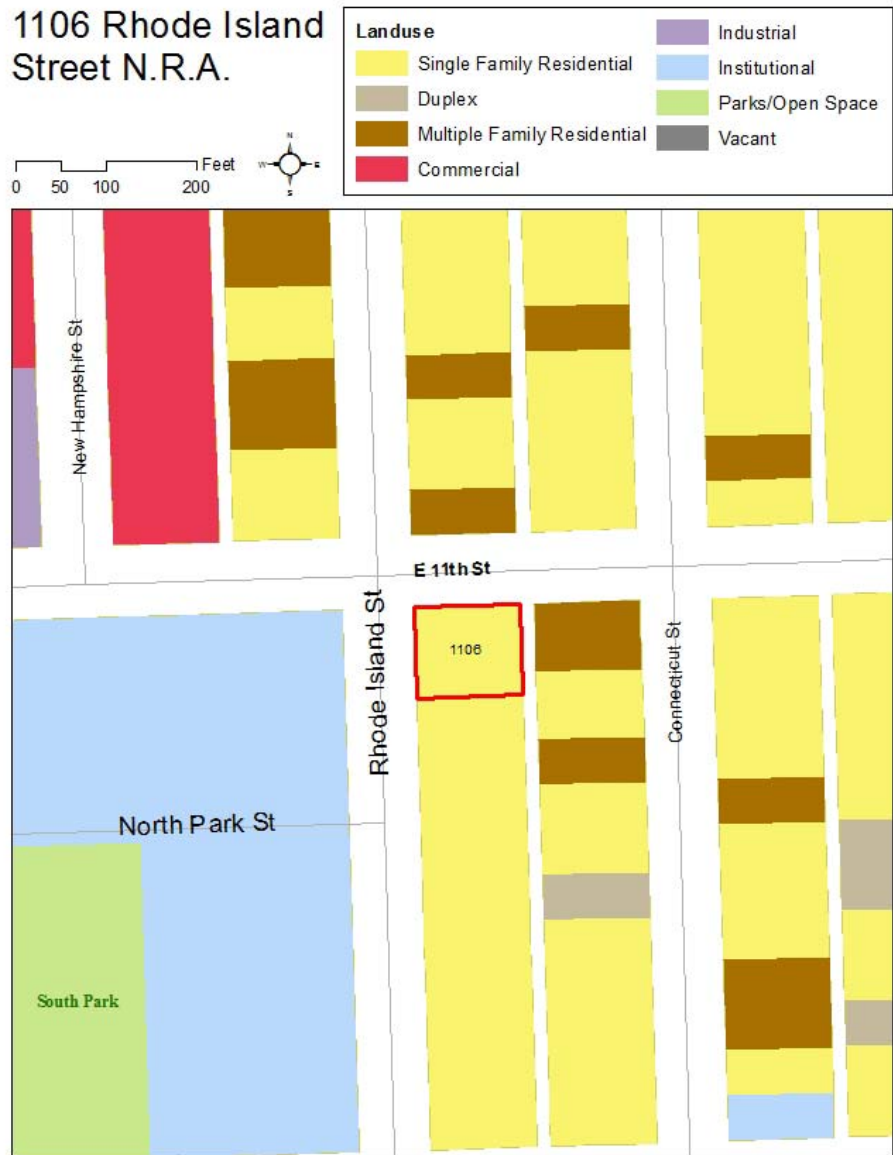 1106 Rhode Island
Street N.R.A.
Feet
0 50 100 200
N
W E
S
Landuse
Single Family Residential
Duplex
Multiple Family Residential
Commercial
Industrial
Institutional
Parks/Open Space
Vacant
New Hampshire St
E 11th St
Rhode Island St
1106
Connecticut St
North Park St
South Park